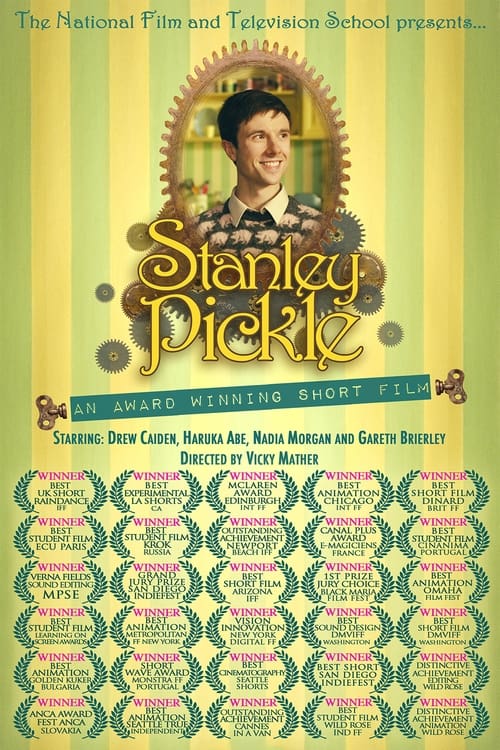 The National Film and Television School presents...
Stanley
Pickle
AN AWARD WINNING SHORT FILM
STARRING: DREW CAIDEN, HARUKA ABE, NADIA MORGAN AND GARETH BRIERLEY
DIRECTED BY VICKY MATHER
WINNER
BEST
UK SHORT
RAINDANCE
IFF
WINNER
BEST
EXPERIMENTAL
LA SHORTS
CA
WINNER
MCLAREN
AWARD
EDINBURGH
INT FF
WINNER
BEST
ANIMATION
CHICAGO
INT FF
WINNER
BEST
SHORT FILM
DINARD
BRIT FF
WINNER
BEST
STUDENT FILM
ECU PARIS
WINNER
BEST
STUDENT FILM
KROK
RUSSIA
WINNER
OUTSTANDING
ACHIEVEMENT
NEWPORT
BEACH IFF
WINNER
CANAL PLUS
AWARD
E-MAGICIENS,
FRANCE
WINNER
BEST
STUDENT FILM
CINANIMA
PORTUGAL
WINNER
VERNA FIELDS
SOUND EDITING
MPSE
WINNER
GRAND
JURY PRIZE
SAN DIEGO
INDIEFEST
WINNER
BEST
SHORT FILM
ARIZONA
IFF
WINNER
1ST PRIZE
JURY CHOICE
BLACK MARIA
FILM FEST
WINNER
BEST
ANIMATION
OMAHA
FILM FEST
WINNER
BEST
STUDENT FILM
LEARNING ON
SCREEN AWARDS
WINNER
BEST
ANIMATION
METROPOLITAN
FF NEW YORK
WINNER
VISION
INNOVATION
NEW YORK
DIGITAL FF
WINNER
BEST
SOUND DESIGN
DMVIFF
WASHINGTON
WINNER
BEST
SHORT FILM
DMVIFF
WASHINGTON
WINNER
BEST
ANIMATION
GOLDEN KUKER
BULGARIA
WINNER
SHORT
WAVE AWARD
MONSTRA FF
PORTUGAL
WINNER
BEST
CINEMATOGRAPHY
SEATTLE
SHORTS
WINNER
BEST SHORT
SAN DIEGO
INDIEFEST
WINNER
DISTINCTIVE
ACHIEVEMENT
EDITING
WILD ROSE
WINNER
ANCA AWARD
FEST ANCA
SLOVAKIA
WINNER
BEST
ANIMATION
SEATTLE TRUE
INDEPENDENT
WINNER
OUTSTANDING
ACHIEVEMENT
CANNES
IN A VAN
WINNER
BEST
STUDENT FILM
WILD ROSE
IND FF
WINNER
DISTINCTIVE
ACHIEVEMENT
ANIMATION
WILD ROSE